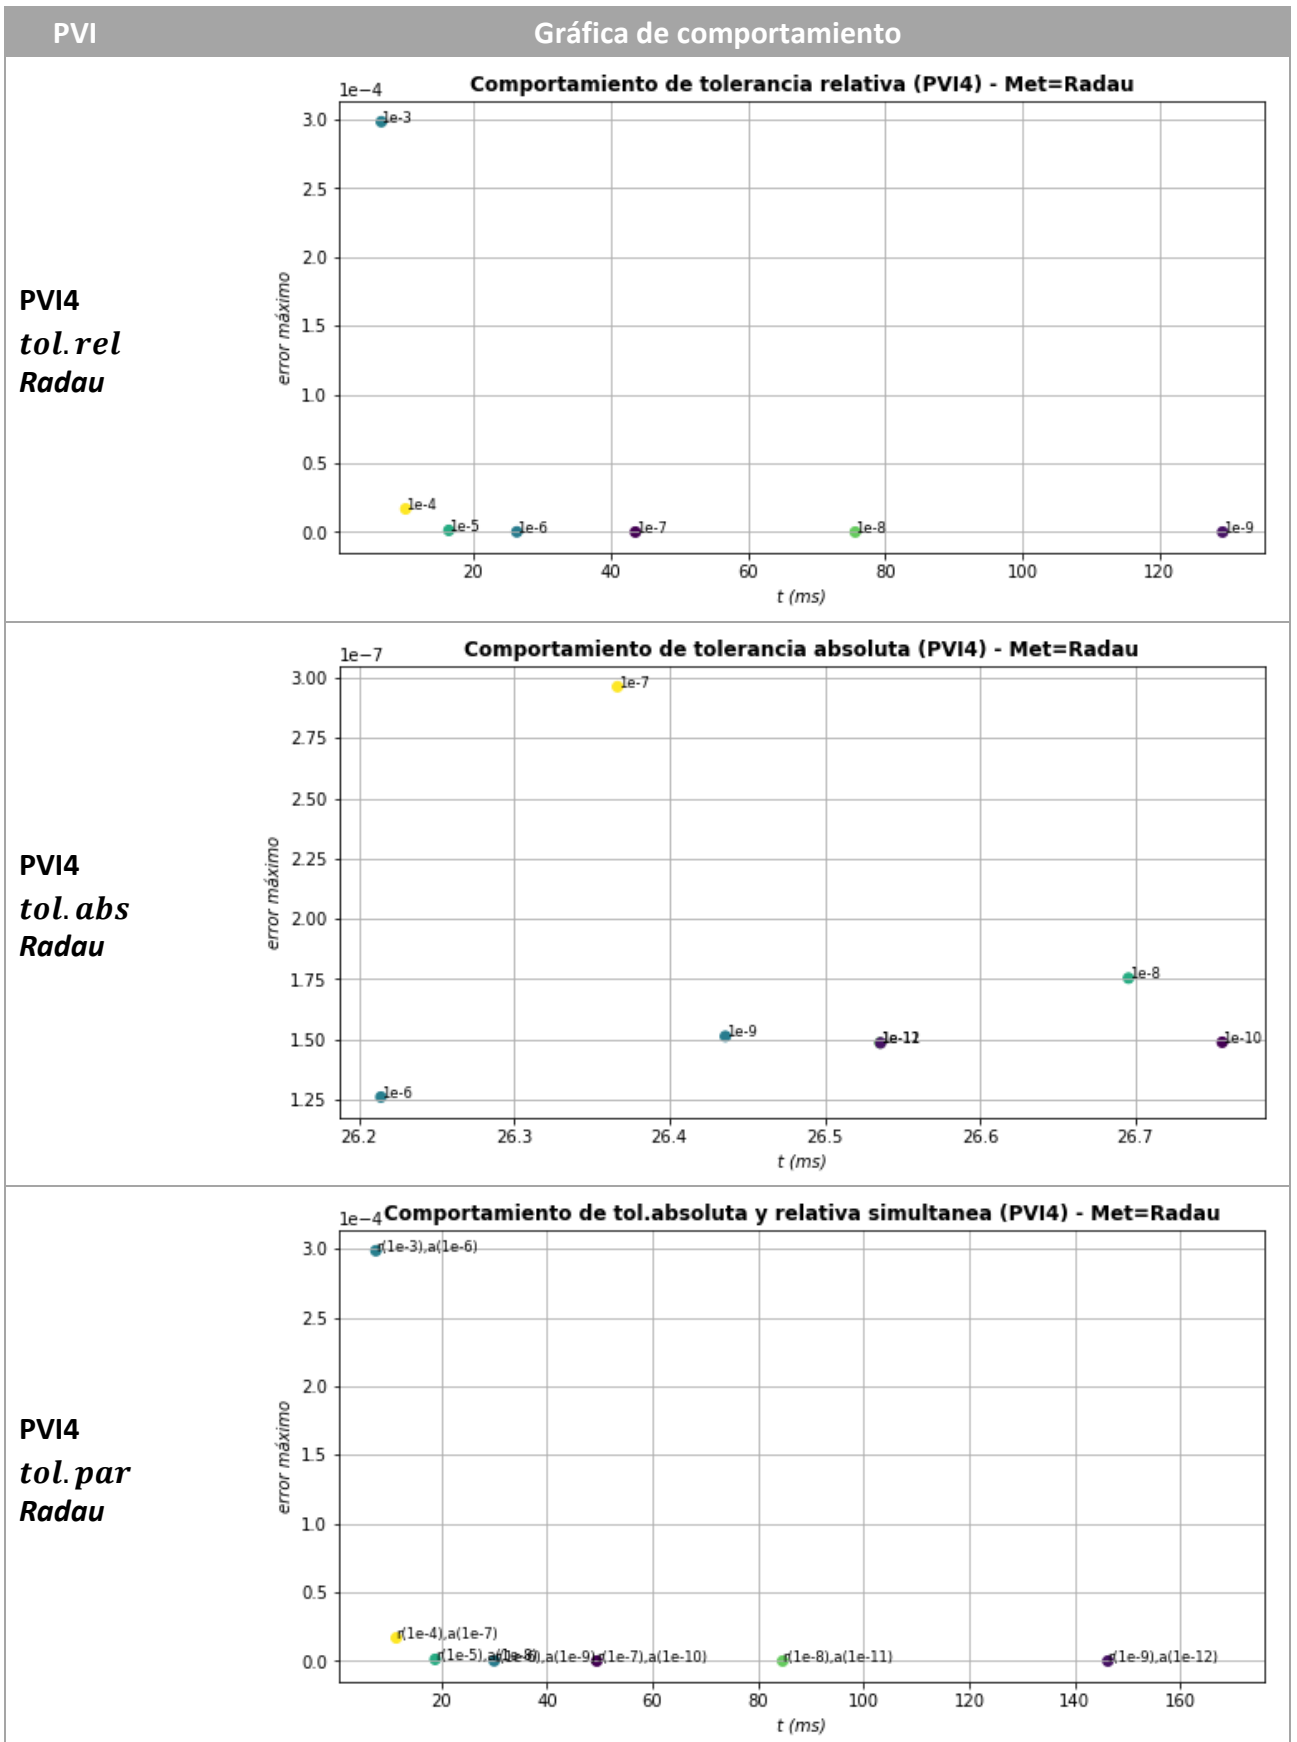 PVI Gráfica de comportamiento
PVI4
tol.rel
Radau
Comportamiento de tolerancia relativa (PVI4) - Met=Radau
1e−4
error máximo
3.0
2.5
2.0
1.5
1.0
0.5
0.0
1e-3
1e-4
1e-5
1e-6
1e-7
1e-8
1e-9
20 40 60 80 100 120
t (ms)
PVI4
tol.abs
Radau
Comportamiento de tolerancia absoluta (PVI4) - Met=Radau
1e−7
error máximo
3.00
2.75
2.50
2.25
2.00
1.75
1.50
1.25
1e-7
1e-8
1e-9
1e-10
1e-6
26.2 26.3 26.4 26.5 26.6 26.7
t (ms)
PVI4
tol.par
Radau
Comportamiento de tol.absoluta y relativa simultanea (PVI4) - Met=Radau
1e−4
error máximo
3.0
2.5
2.0
1.5
1.0
0.5
0.0
r(1e-3),a(1e-6)
r(1e-4),a(1e-7)
r(1e-5),a(1e-8)
r(1e-6),a(1e-9)
r(1e-7),a(1e-10)
r(1e-8),a(1e-11)
r(1e-9),a(1e-12)
20 40 60 80 100 120 140 160
t (ms)